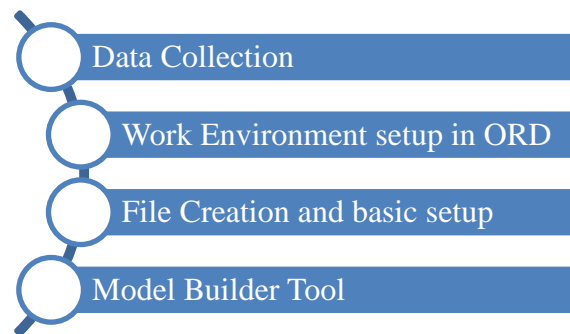 Data Collection
Work Environment setup in ORD
File Creation and basic setup
Model Builder Tool